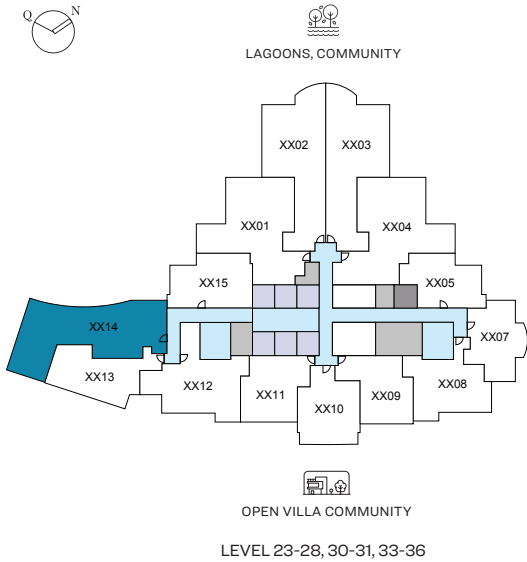 Q N
LAGOONS, COMMUNITY
XX02 XX03
XX01 XX04
XX15 XX05
XX14 XX07
XX13 XX12 XX11 XX10 XX09 XX08
OPEN VILLA COMMUNITY
LEVEL 23-28, 30-31, 33-36